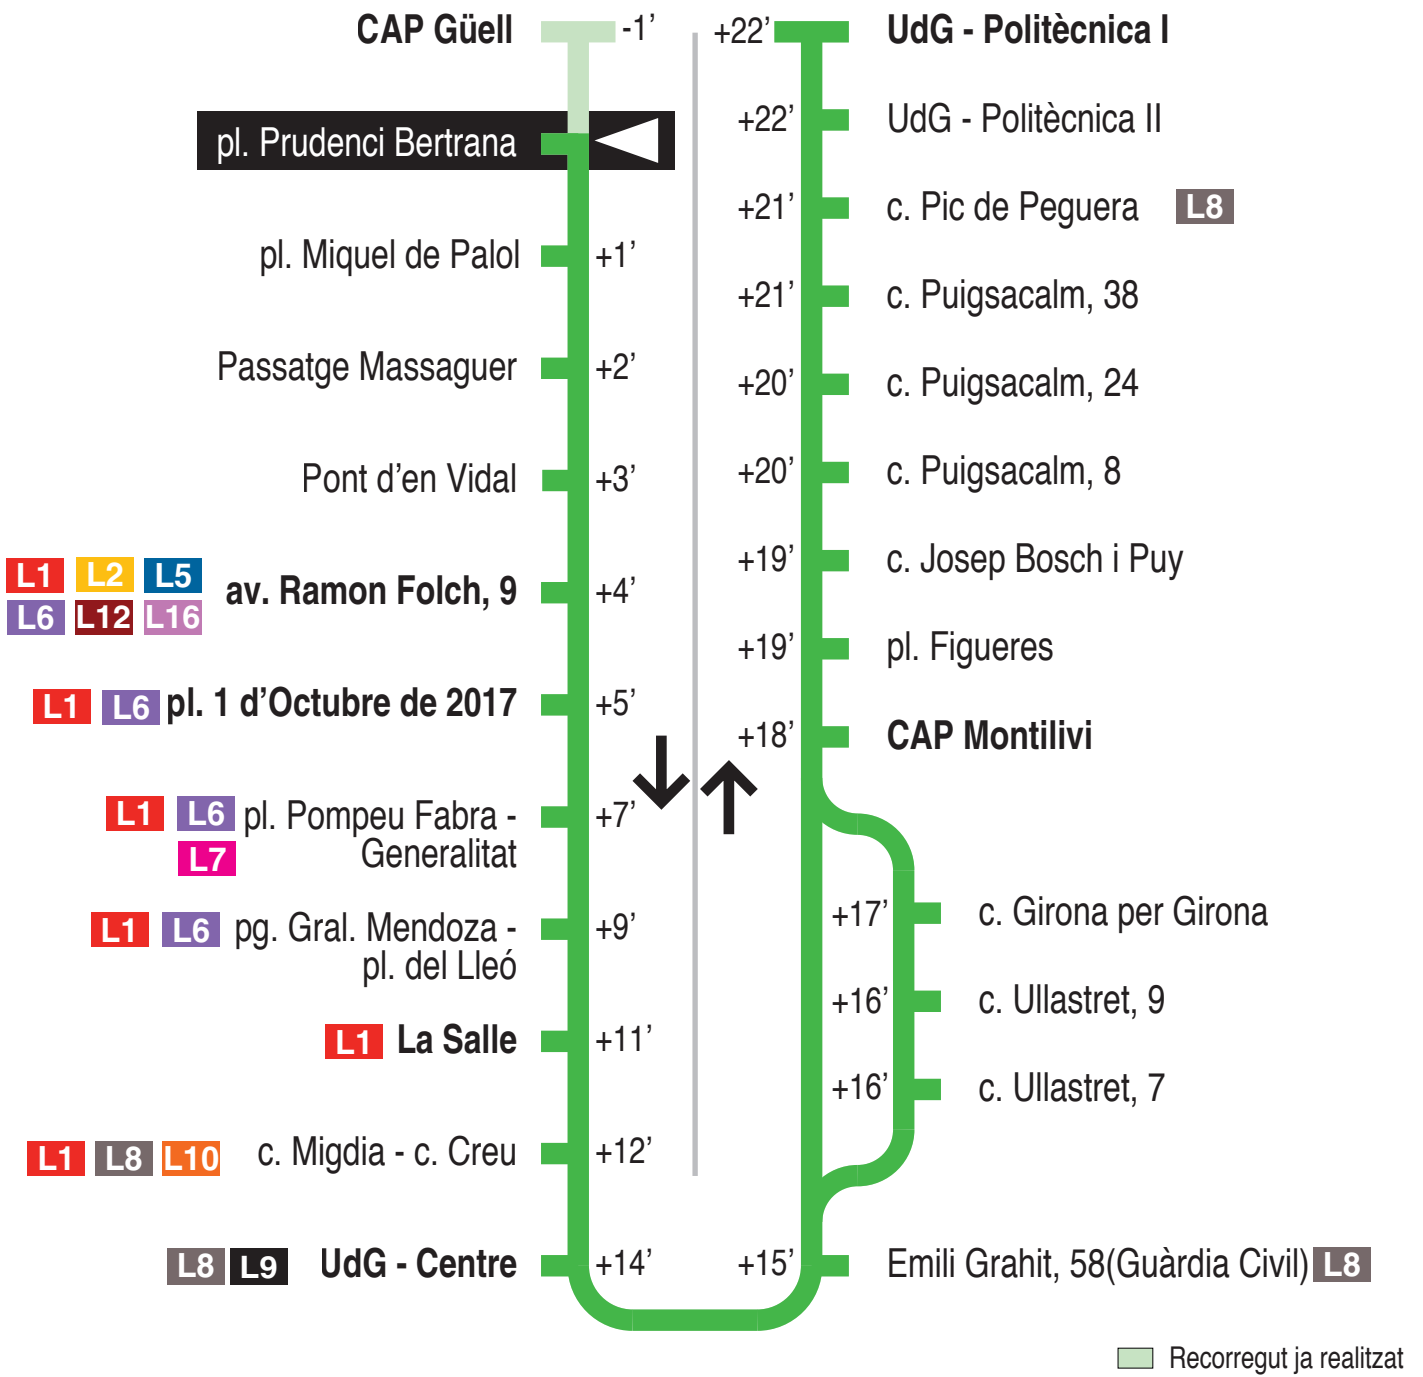 CAP Güell -1’
pl. Prudenci Bertrana
pl. Miquel de Palol +1’
Passatge Massaguer +2’
Pont d’en Vidal +3’
L1 L2 L5
av. Ramon Folch, 9 +4’
L6 L12 L16
L1 L6 pl. 1 d’Octubre de 2017 +5’
L1 L6 pl. Pompeu Fabra - +7’
L7 Generalitat
L1 L6 pg. Gral. Mendoza - +9’
pl. del Lleó
L1 La Salle +11’
L1 L8 L10 c. Migdia - c. Creu +12’
L8 L9 UdG - Centre +14’
+22’ UdG - Politècnica I
+22’ UdG - Politècnica II
+21’ c. Pic de Peguera L8
+21’ c. Puigsacalm, 38
+20’ c. Puigsacalm, 24
+20’ c. Puigsacalm, 8
+19’ c. Josep Bosch i Puy
+19’ pl. Figueres
+18’ CAP Montilivi
+17’ c. Girona per Girona
+16’ c. Ullastret, 9
+16’ c. Ullastret, 7
+15’ Emili Grahit, 58(Guàrdia Civil) L8
Recorregut ja realitzat